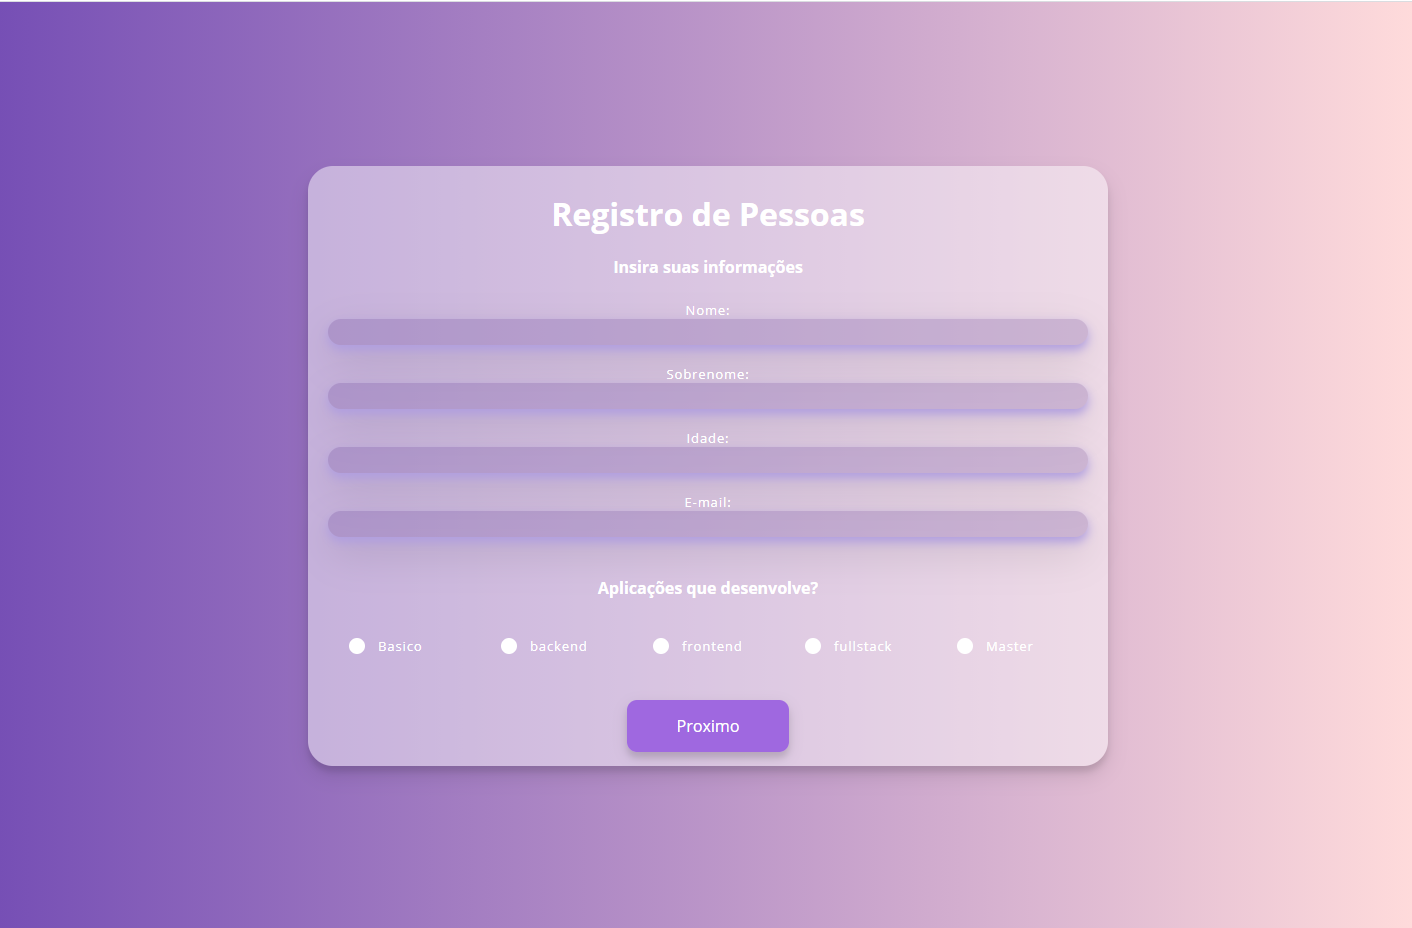 Registro de Pessoas
Insira suas informações
Nome:
Sobrenome:
Idade:
E-mail:
Aplicações que desenvolve?
Basico backend frontend fullstack Master
Proximo